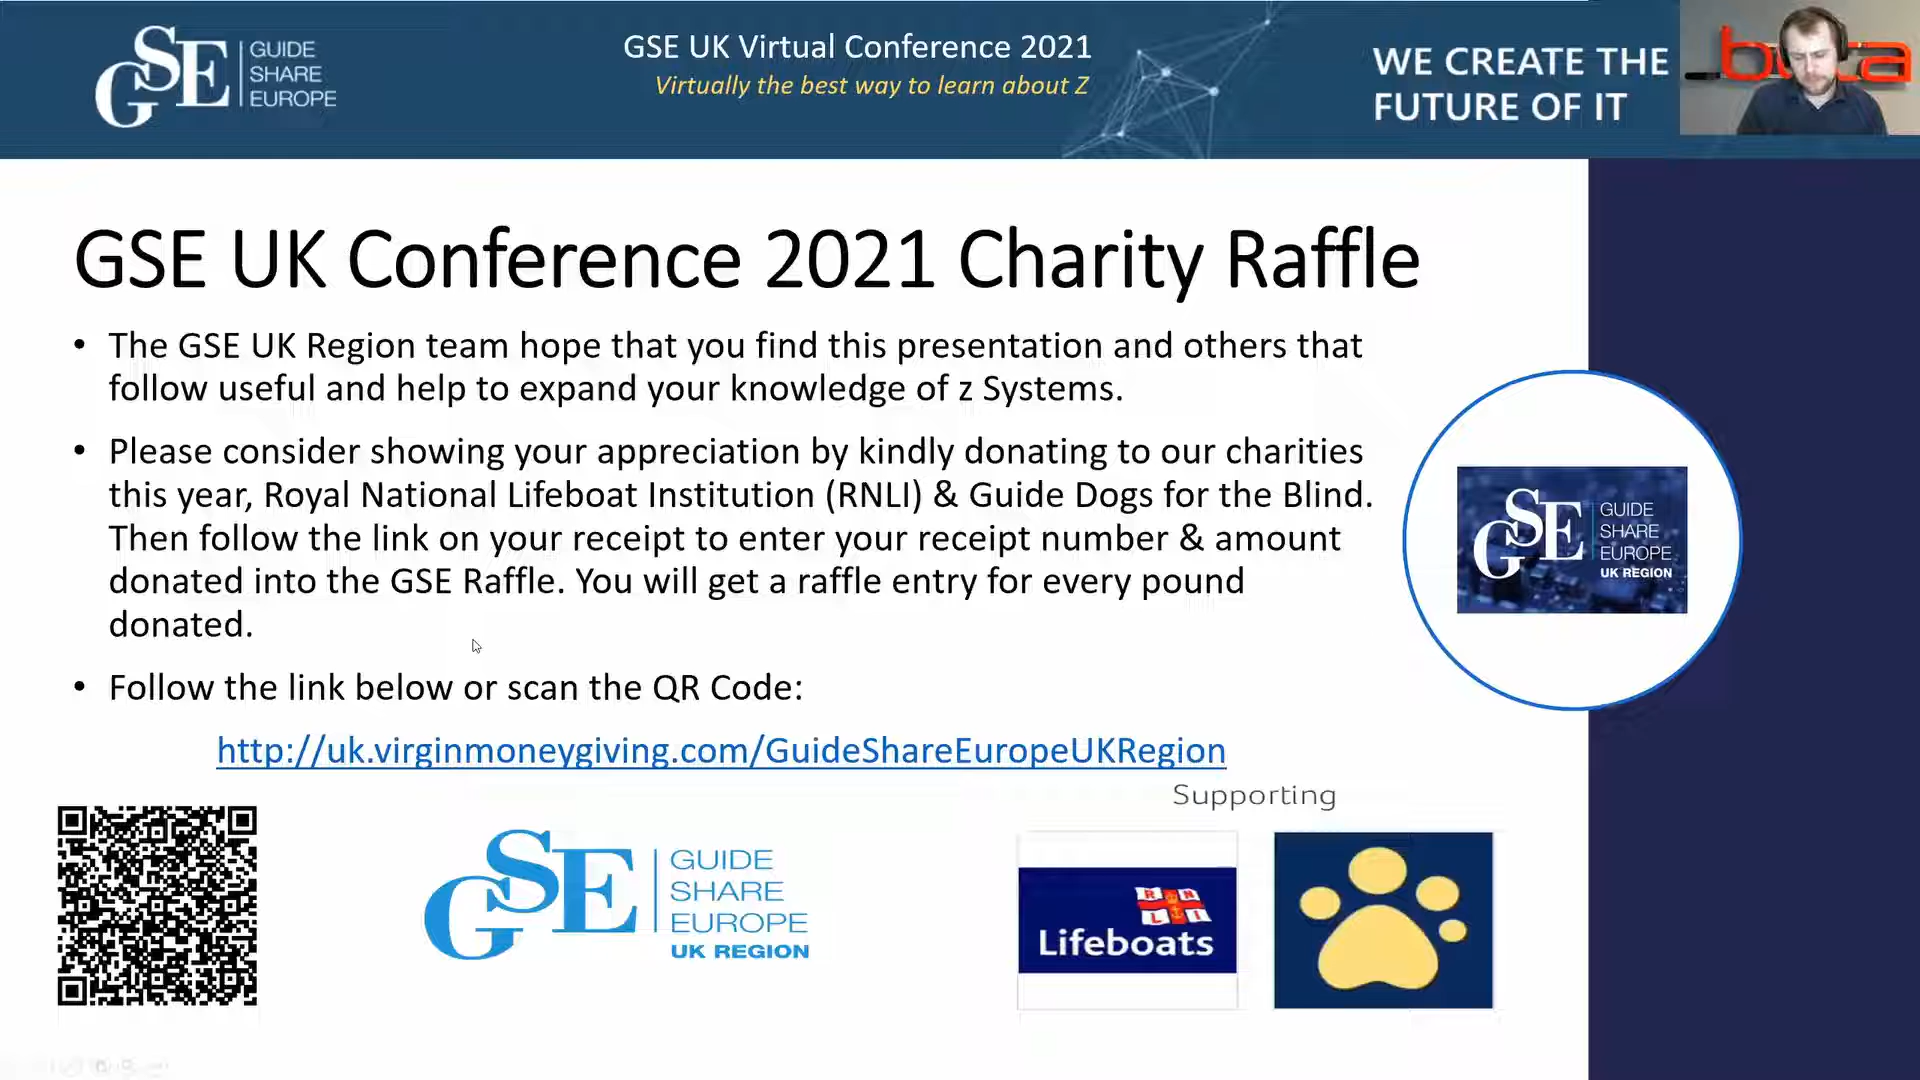 GSE GUIDE SHARE EUROPE
GSE UK Virtual Conference 2021
Virtually the best way to learn about Z
WE CREATE THE
FUTURE OF IT
GSE UK Conference 2021 Charity Raffle
• The GSE UK Region team hope that you find this presentation and others that
follow useful and help to expand your knowledge of z Systems.
• Please consider showing your appreciation by kindly donating to our charities
this year, Royal National Lifeboat Institution (RNLI) & Guide Dogs for the Blind.
Then follow the link on your receipt to enter your receipt number & amount
donated into the GSE Raffle. You will get a raffle entry for every pound
donated.
• Follow the link below or scan the QR Code:
http://uk.virginmoneygiving.com/GuideShareEuropeUKRegion
GSE
GUIDE
SHARE
EUROPE
UK REGION
Supporting
GSE
GUIDE
SHARE
EUROPE
UK REGION
R N
L I
Lifeboats